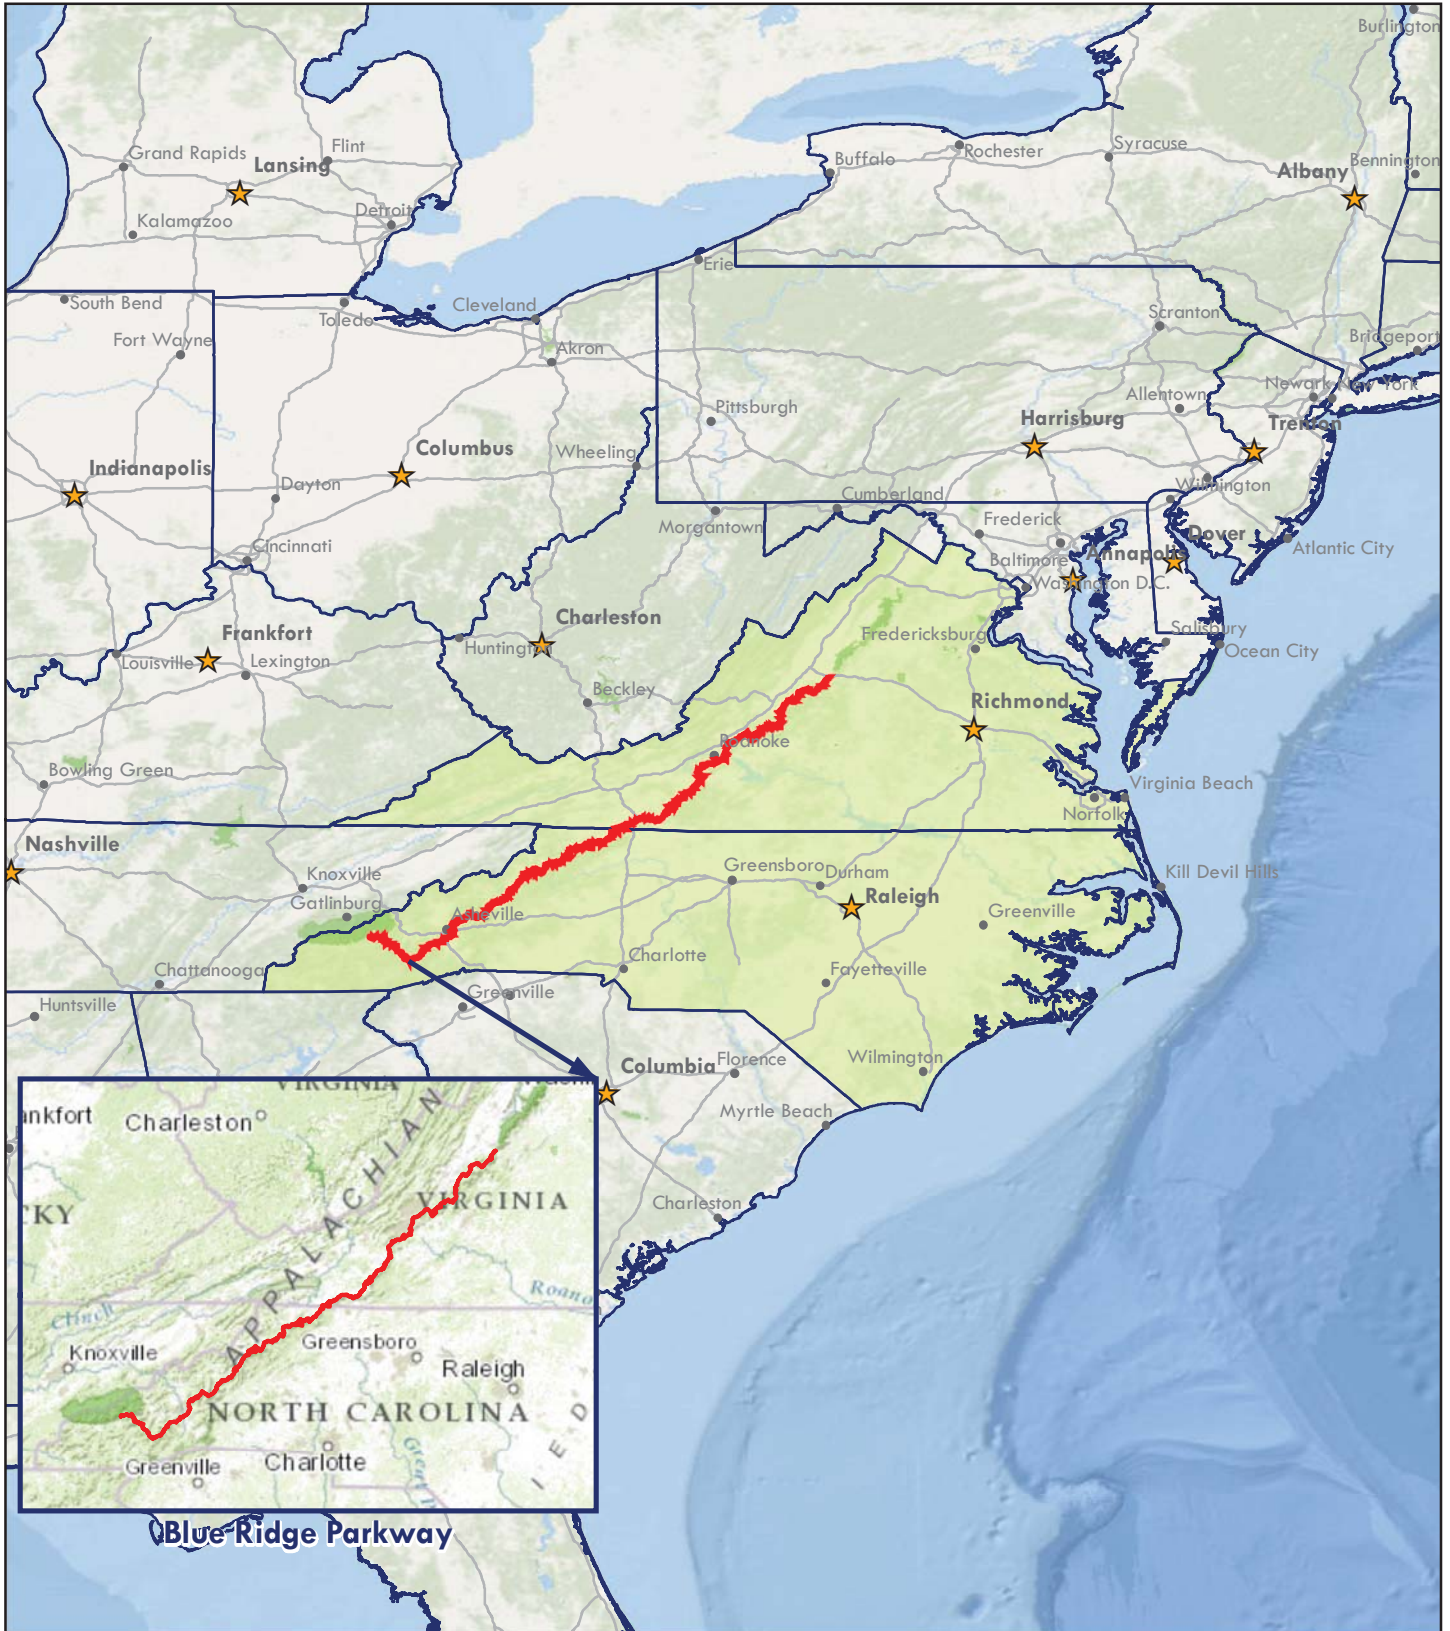 Burlington
Grand Rapids
Flint
Lansing
Buffalo
Rochester
Syracuse
Albany
Bennington
Kalamazoo
Detroit
Erie
South Bend
Toledo
Cleveland
Scranton
Fort Wayne
Akron
Bridgeport
Newark
New York
Allentown
Pittsburgh
Harrisburg
Trenton
Columbus
Wheeling
Indianapolis
Dayton
Wilmington
Cumberland
Morgantown
Frederick
Dover
Cincinnati
Baltimore
Annapolis
Atlantic City
Washington D.C.
Charleston
Frankfort
Fredericksburg
Salisbury
Huntington
Ocean City
Louisville
Lexington
Beckley
Richmond
Roanoke
Bowling Green
Virginia Beach
Norfolk
Nashville
Knoxville
Greensboro
Durham
Kill Devil Hills
Gatlinburg
Raleigh
Asheville
Greenville
Charlotte
Chattanooga
Fayetteville
Huntsville
Greenville
Columbia
Florence
Wilmington
Myrtle Beach
Charleston
VIRGINIA
ankfort
Charleston
APPALACHIAN
VIRGINIA
CKY
Roano
Clinch
Knoxville
Greensboro
Raleigh
NORTH CAROLINA
Greenville
Charlotte
I E D
Blue Ridge Parkway